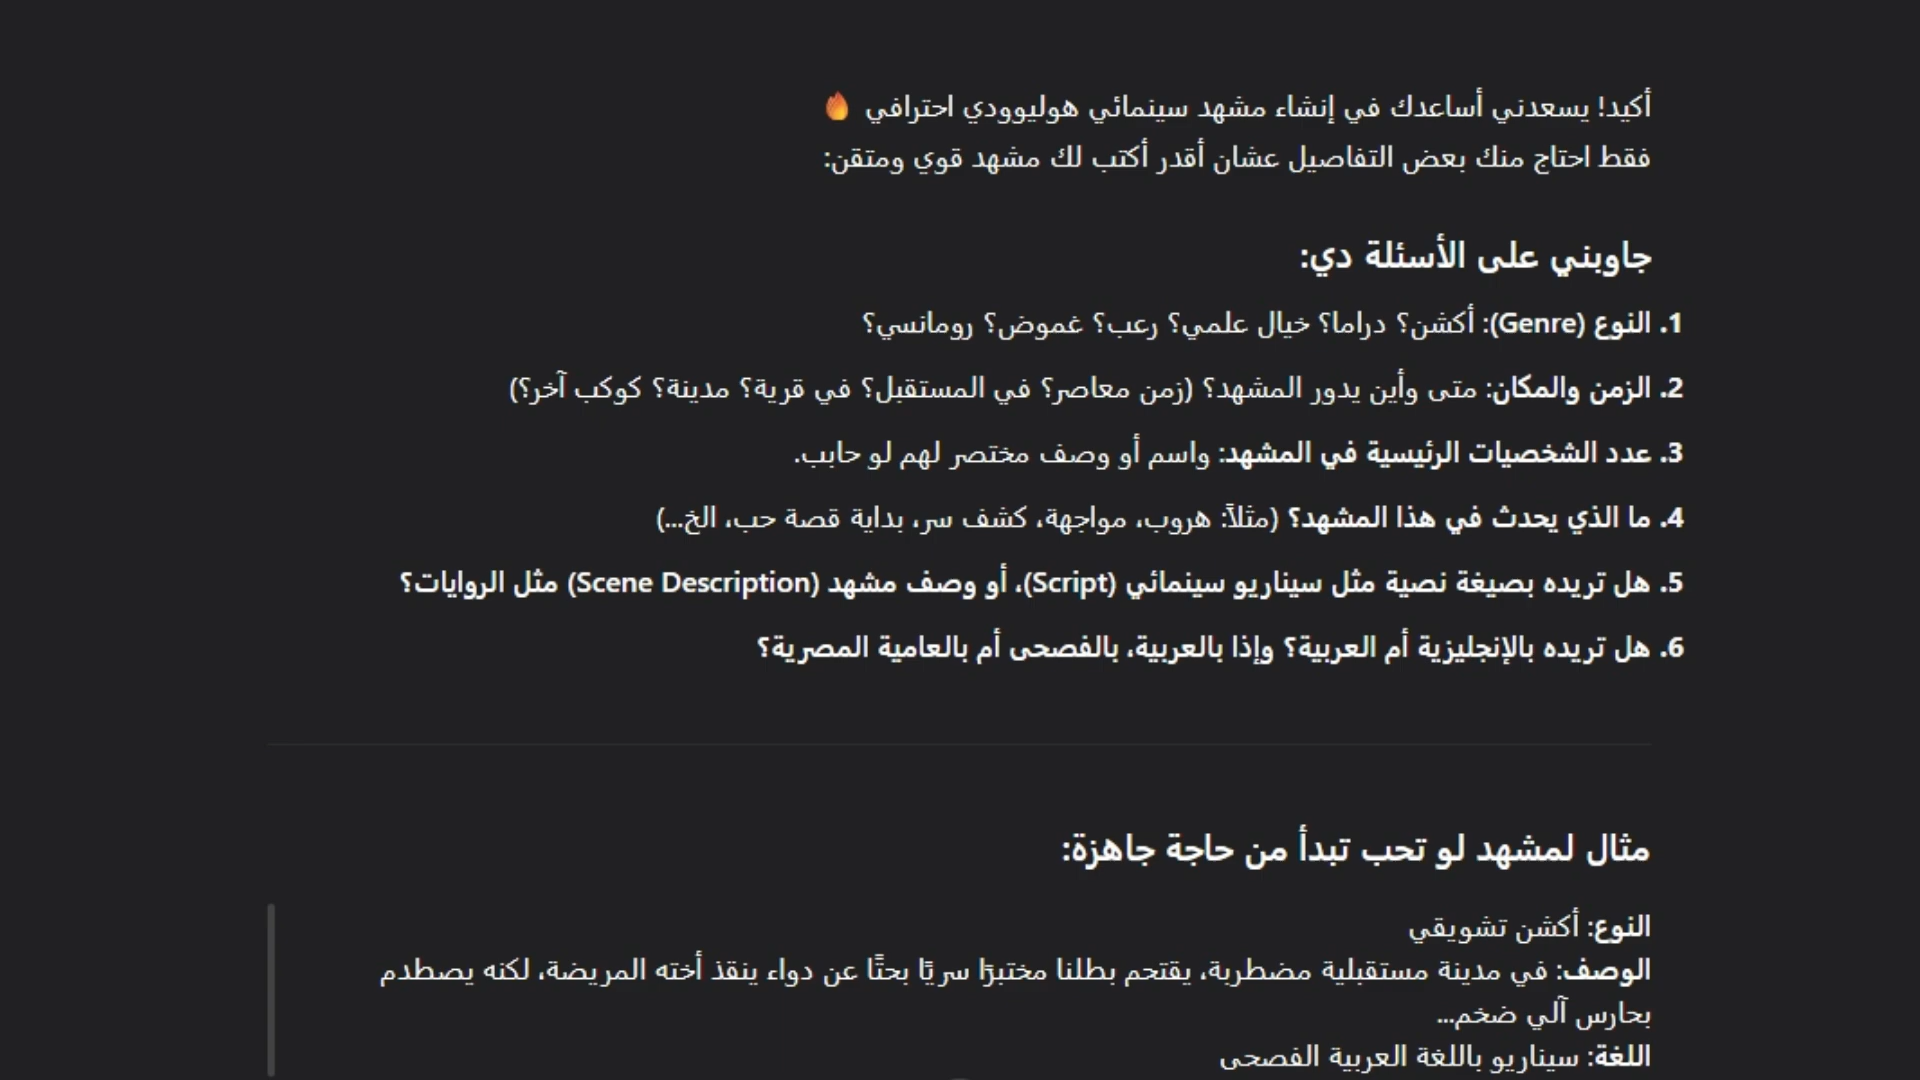 أكيد! يسعدني أساعدك في إنشاء مشهد سينمائي هوليوودي احترافي 🔥
فقط احتاج منك بعض التفاصيل عشان أقدر أكتب لك مشهد قوي ومتقن:
جاوبني على الأسئلة دي:
1. النوع (Genre): أكشن؟ دراما؟ خيال علمي؟ رعب؟ غموض؟ رومانسي؟
2. الزمن والمكان: متى وأين يدور المشهد؟ (زمن معاصر؟ في المستقبل؟ في قرية؟ مدينة؟ كوكب آخر؟)
3. عدد الشخصيات الرئيسية في المشهد: واسم أو وصف مختصر لهم لو حابب.
4. ما الذي يحدث في هذا المشهد؟ (مثلاً: هروب، مواجهة، كشف سر، بداية قصة حب، الخ...)
5. هل تريده بصيغة نصية مثل سيناريو سينمائي (Script)، أو وصف مشهد (Scene Description) مثل الروايات؟
6. هل تريده بالإنجليزية أم العربية؟ وإذا بالعربية، بالفصحى أم بالعامية المصرية؟
مثال لمشهد لو تحب تبدأ من حاجة جاهزة:
النوع: أكشن تشويقي
الوصف: في مدينة مستقبلية مضطربة، يقتحم بطلنا مختبرًا سريًا بحثًا عن دواء ينقذ أخته المريضة، لكنه يصطدم
بحارس آلي ضخم...
اللغة: سيناريو باللغة العربية الفصحى